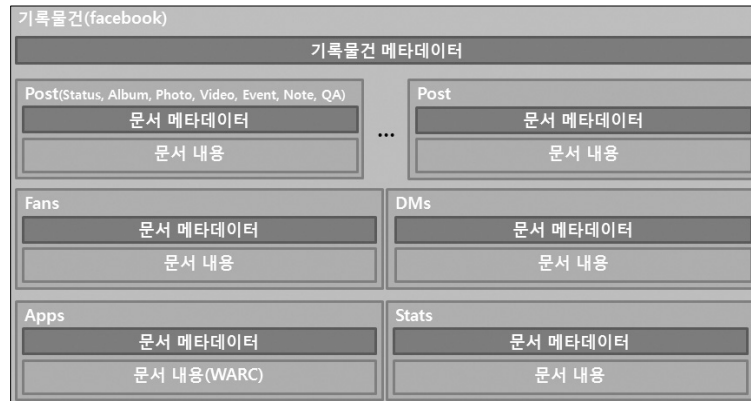 기록물건(facebook)
기록물건 메타데이터
Post(Status, Album, Photo, Video, Event, Note, QA)
문서 메타데이터
문서 내용
...
Post
문서 메타데이터
문서 내용
Fans
문서 메타데이터
문서 내용
DMs
문서 메타데이터
문서 내용
Apps
문서 메타데이터
문서 내용(WARC)
Stats
문서 메타데이터
문서 내용